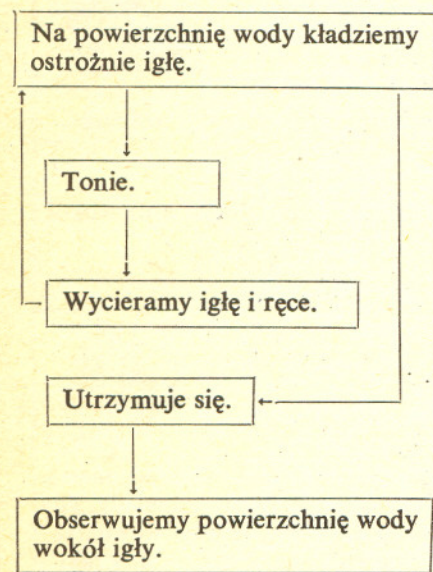 Na powierzchnię wody kładziemy
ostrożnie igłę.
Tonie.
Wycieramy igłę i ręce.
Utrzymuje się.
Obserwujemy powierzchnię wody
wokół igły.